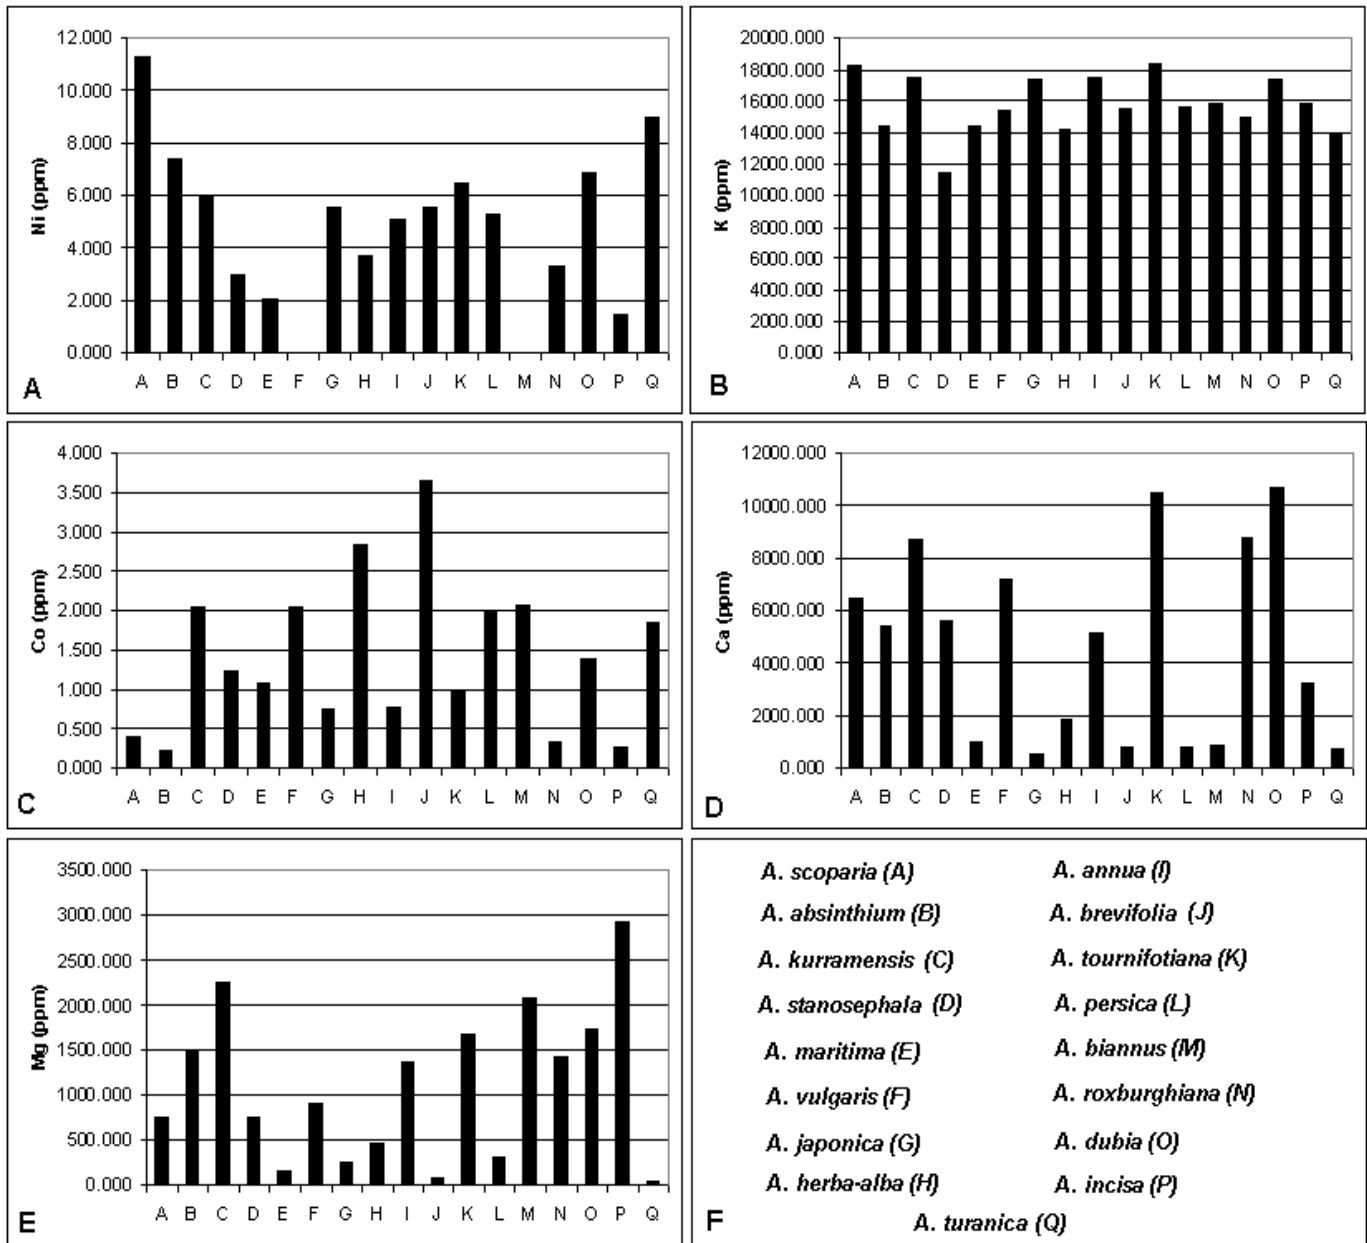 12.000
10.000
8.000
6.000
4.000
2.000
0.000
Ni (ppm)
A B C D E F G H I J K L M N O P Q
A
20000.000
18000.000
16000.000
14000.000
12000.000
10000.000
8000.000
6000.000
4000.000
2000.000
0.000
K (ppm)
A B C D E F G H I J K L M N O P Q
B
4.000
3.500
3.000
2.500
2.000
1.500
1.000
0.500
0.000
Co (ppm)
A B C D E F G H I J K L M N O P Q
C
12000.000
10000.000
8000.000
6000.000
4000.000
2000.000
0.000
Ca (ppm)
A B C D E F G H I J K L M N O P Q
D
3500.000
3000.000
2500.000
2000.000
1500.000
1000.000
500.000
0.000
Mg (ppm)
A B C D E F G H I J K L M N O P Q
E
A. scoparia (A)
A. absinthium (B)
A. kurramensis (C)
A. stanosephala (D)
A. maritima (E)
A. vulgaris (F)
A. japonica (G)
A. herba-alba (H)
A. annua (I)
A. brevifolia (J)
A. tournifotiana (K)
A. persica (L)
A. biannus (M)
A. roxburghiana (N)
A. dubia (O)
A. incisa (P)
A. turanica (Q)
F